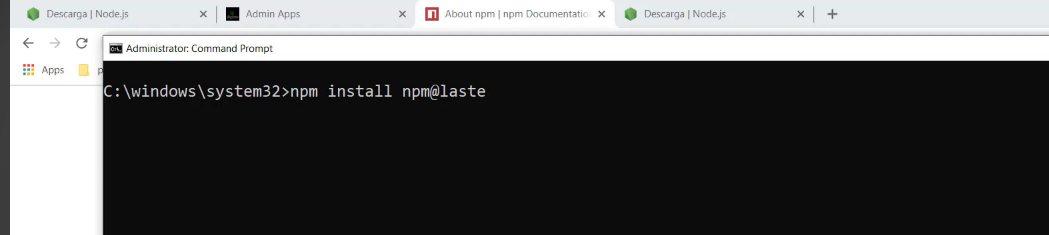 Descarga | Node.js
Admin Apps
About npm | npm Documentatio
Descarga | Node.js
Administrator: Command Prompt
Apps
p
C:\windows\system32>npm install npm@laste